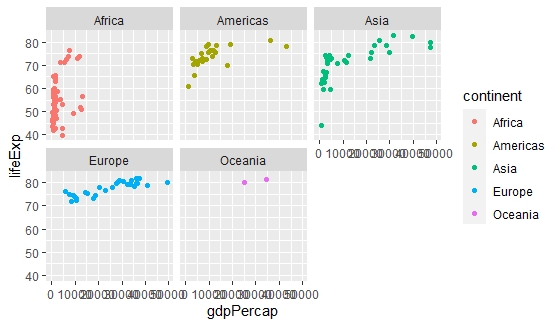 Africa Americas Asia
continent
Africa
Americas
Asia
Europe
Oceania
80
70
60
50
40
lifeExp
0 10000 20000 30000 40000 50000
Europe Oceania
80
70
60
50
40
0 10000 20000 30000 40000 50000 0 10000 20000 30000 40000 50000
gdpPercap